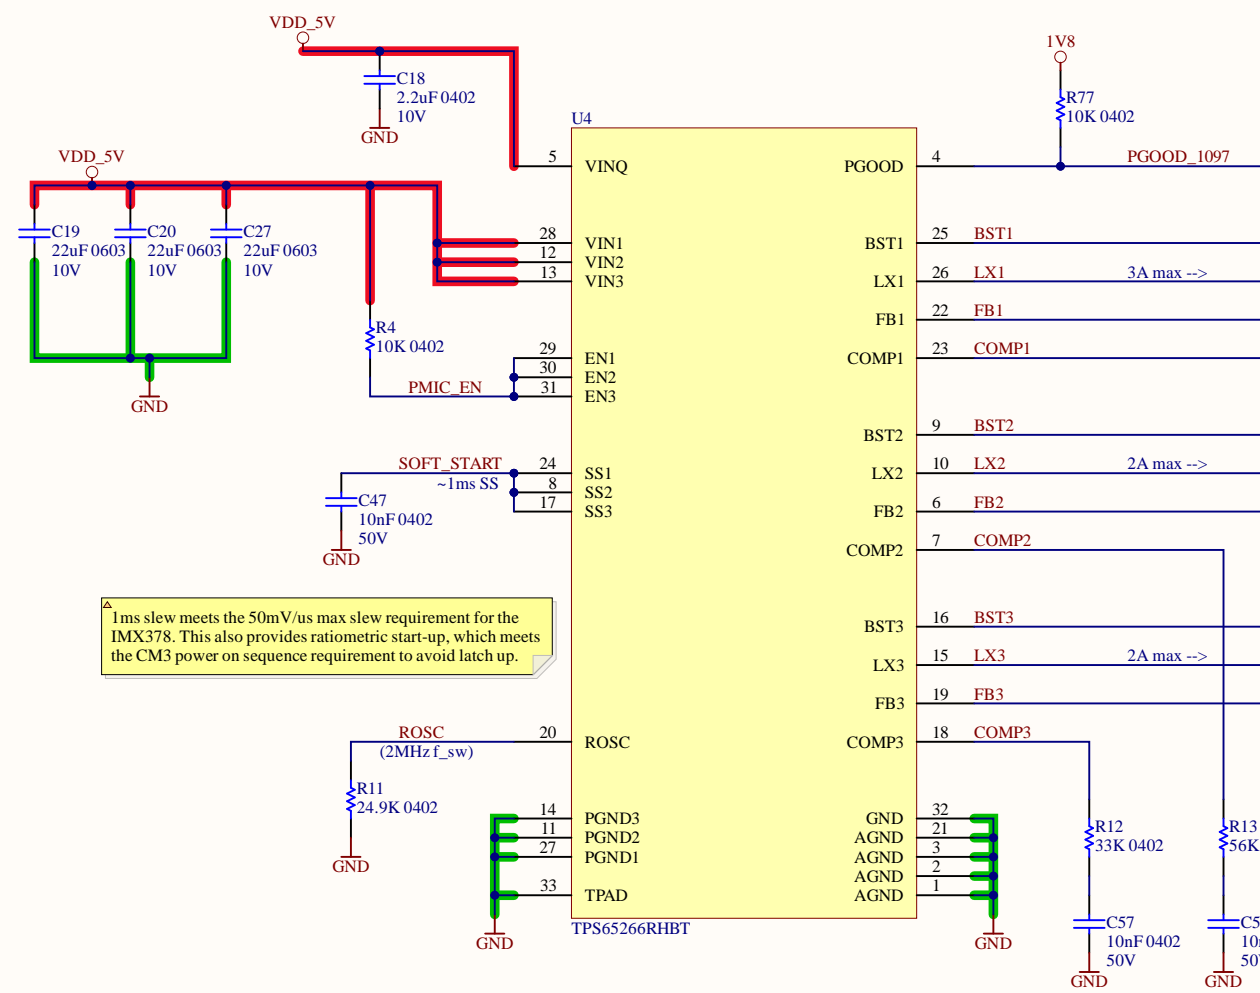 VDD_5V
C18
2.2uF 0402
10V
GND
VDD_5V
C19
22uF 0603
10V
C20
22uF 0603
10V
C27
22uF 0603
10V
GND
R4
10K 0402
PMIC_EN
SOFT_START
~1ms SS
C47
10nF 0402
50V
GND
1ms slew meets the 50mV/us max slew requirement for the
IMX378. This also provides ratiometric start-up, which meets
the CM3 power on sequence requirement to avoid latch up.
ROSC
(2MHz f_sw)
R11
24.9K 0402
GND
GND
U4
5 VINQ
28 VIN1
12 VIN2
13 VIN3
29 EN1
30 EN2
31 EN3
24 SS1
8 SS2
17 SS3
20 ROSC
14 PGND3
11 PGND2
27 PGND1
33 TPAD
TPS65266RHBT
1V8
R77
10K 0402
PGOOD 4 PGOOD_1097
BST1 25 BST1
LX1 26 LX1 3A max -->
FB1 22 FB1
COMP1 23 COMP1
BST2 9 BST2
LX2 10 LX2 2A max -->
FB2 6 FB2
COMP2 7 COMP2
BST3 16 BST3
LX3 15 LX3 2A max -->
FB3 19 FB3
COMP3 18 COMP3
GND 32
AGND 21
AGND 3
AGND 2
AGND 1
GND
R12
33K 0402
C57
10nF 0402
50V
GND
R13
56K
GND